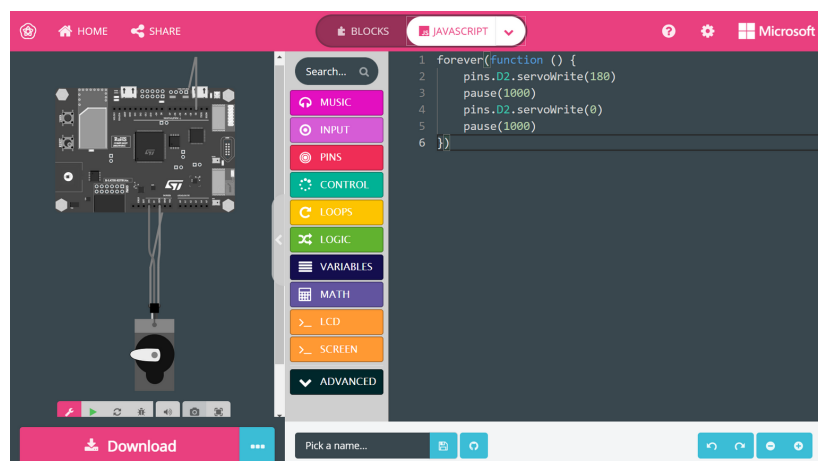 HOME
SHARE
BLOCKS
JS
JAVASCRIPT
?
Microsoft
Search...
MUSIC
INPUT
PINS
CONTROL
LOOPS
LOGIC
VARIABLES
MATH
>_ LCD
>_ SCREEN
ADVANCED
1 forever(function () {
2 pins.D2.servoWrite(180)
3 pause(1000)
4 pins.D2.servoWrite(0)
5 pause(1000)
6 })
Download
...
Pick a name...